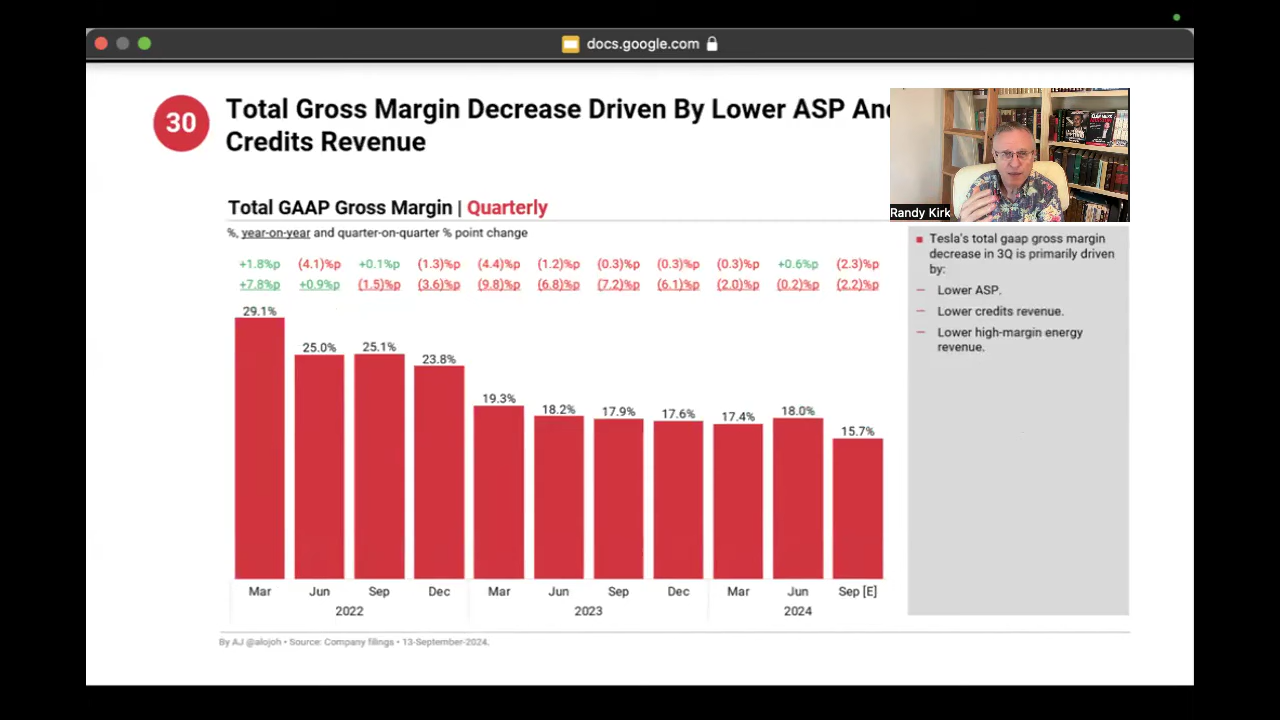 docs.google.com
30
Total Gross Margin Decrease Driven By Lower ASP And
Credits Revenue
Randy Kirk
Total GAAP Gross Margin | Quarterly
%, year-on-year and quarter-on-quarter % point change
+1.8%p (4.1)%p +0.1%p (1.3)%p (4.4)%p (1.2)%p (0.3)%p (0.3)%p (0.3)%p +0.6%p (2.3)%p
+7.8%p +0.9%p (1.5)%p (3.6)%p (9.8)%p (6.8)%p (7.2)%p (6.1)%p (2.0)%p (0.2)%p (2.2)%p
29.1% 25.0% 25.1% 23.8% 19.3% 18.2% 17.9% 17.6% 17.4% 18.0% 15.7%
Mar Jun Sep Dec Mar Jun Sep Dec Mar Jun Sep [E]
2022 2023 2024
Tesla's total gaap gross margin
decrease in 3Q is primarily driven
by:
Lower ASP.
Lower credits revenue.
Lower high-margin energy
revenue.
By AJ @alojoh • Source: Company filings • 13-September-2024.